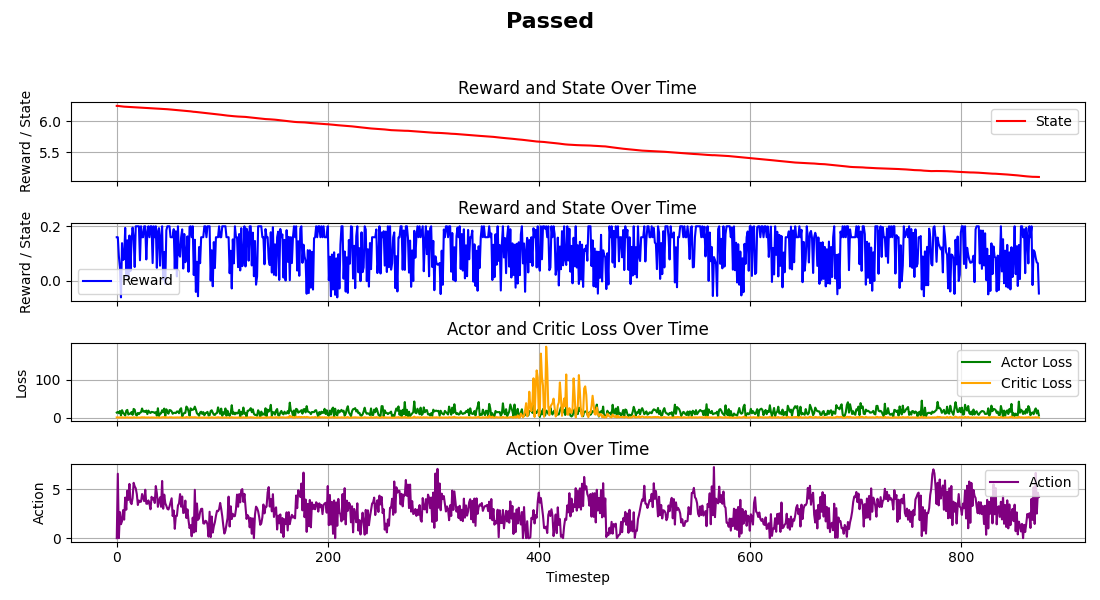 Passed
Reward and State Over Time
Reward / State
6.0
5.5
State
Reward and State Over Time
Reward / State
0.2
0.0
Reward
Actor and Critic Loss Over Time
Loss
100
0
Actor Loss
Critic Loss
Action Over Time
Action
5
0
Action
0 200 400 600 800
Timestep